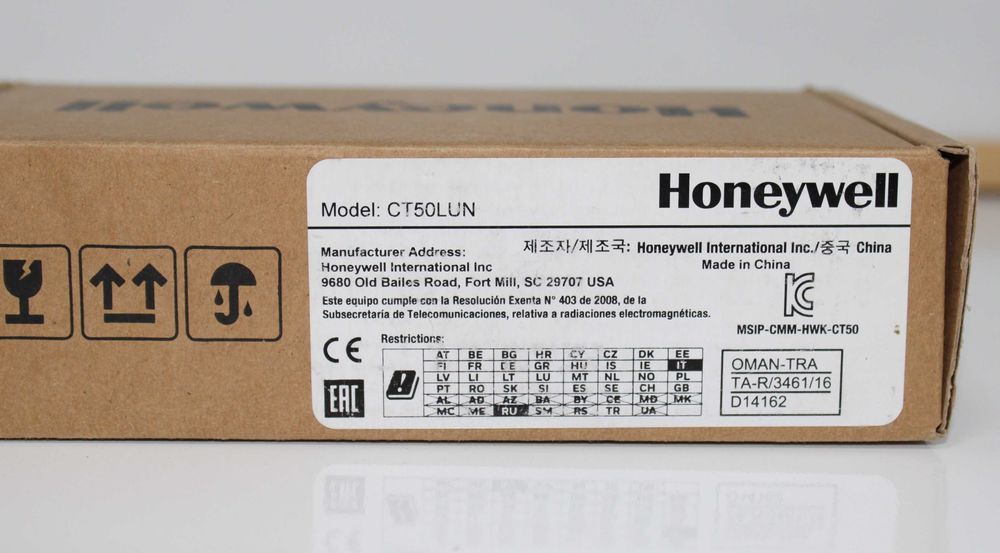 Honeywell
Honeywell
Model: CT50LUN
Manufacturer Address:
Honeywell International Inc
9680 Old Bailes Road, Fort Mill, SC 29707 USA
제조자/제조국: Honeywell International Inc./중국 China
Made in China
Este equipo cumple con la Resolución Exenta N° 403 de 2008, de la
Subsecretaría de Telecomunicaciones, relativa a radiaciones electromagnéticas.
MSIP-CMM-HWK-CT50
CE
EAC
Restrictions:
AT BE BG HR CY CZ DK EE
FI FR DE GR HU IS IE IT
LV LI LT LU MT NL NO PL
PT RO SK SI ES SE CH GB
AL AD AZ BA BY CE MD MK
MC ME RU SM RS TR UA
OMAN-TRA
TA-R/3461/16
D14162